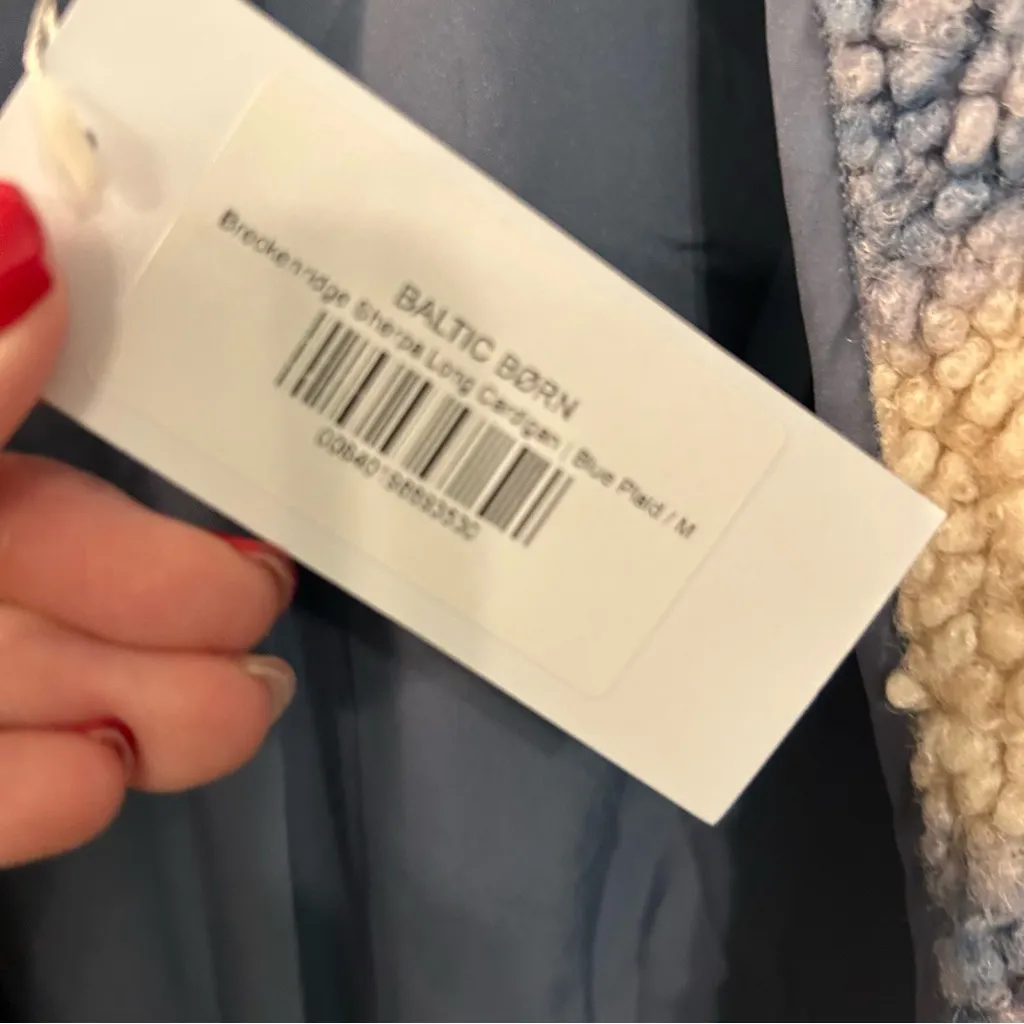 BALTIC BØRN
Breckenridge Sherpa Long Cardigan | Blue Plaid / M